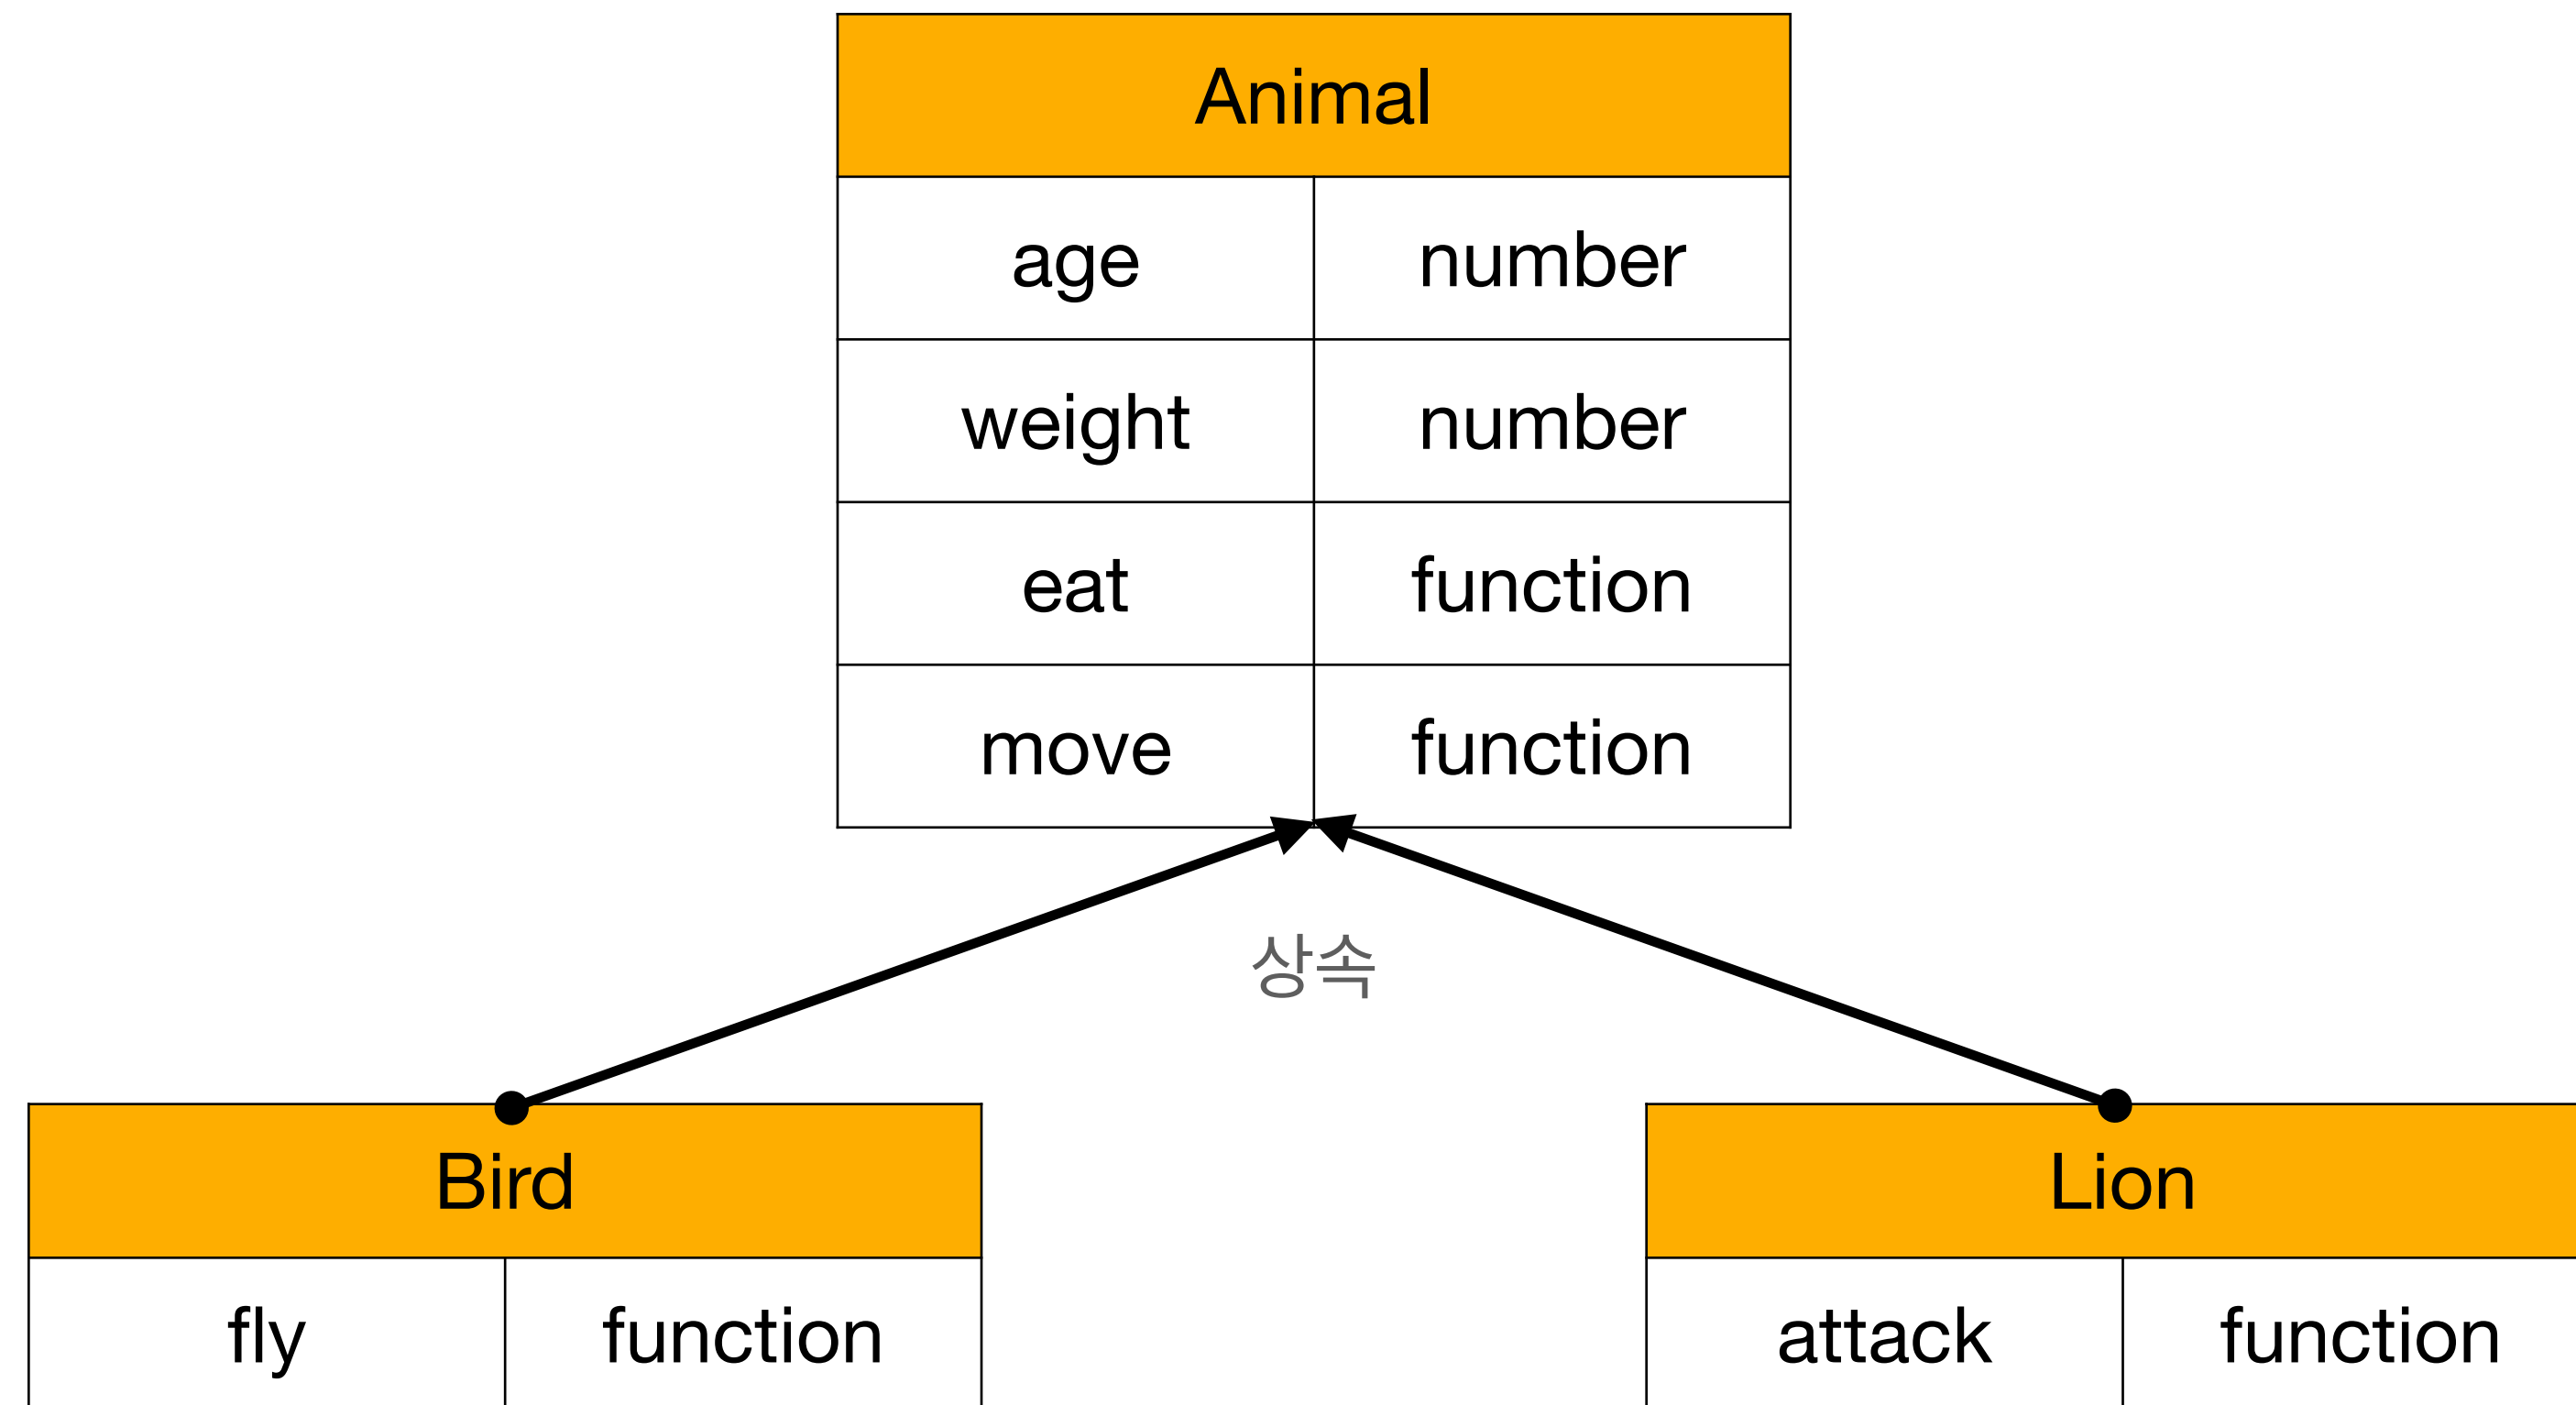 Animal
age number
weight number
eat function
move function
상속
Bird
Lion
fly function
attack function